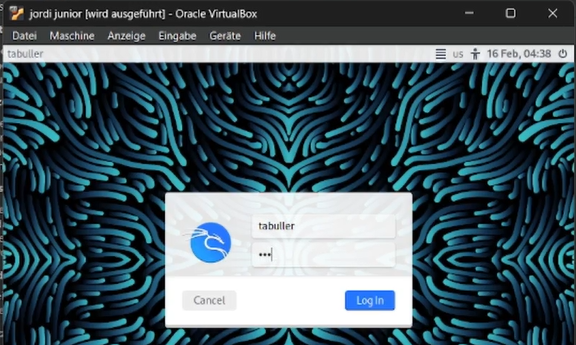 jordi junior [wird ausgeführt] - Oracle VirtualBox
Datei Maschine Anzeige Eingabe Geräte Hilfe
tabuller us 16 Feb, 04:38
tabuller
•••
Cancel Log In